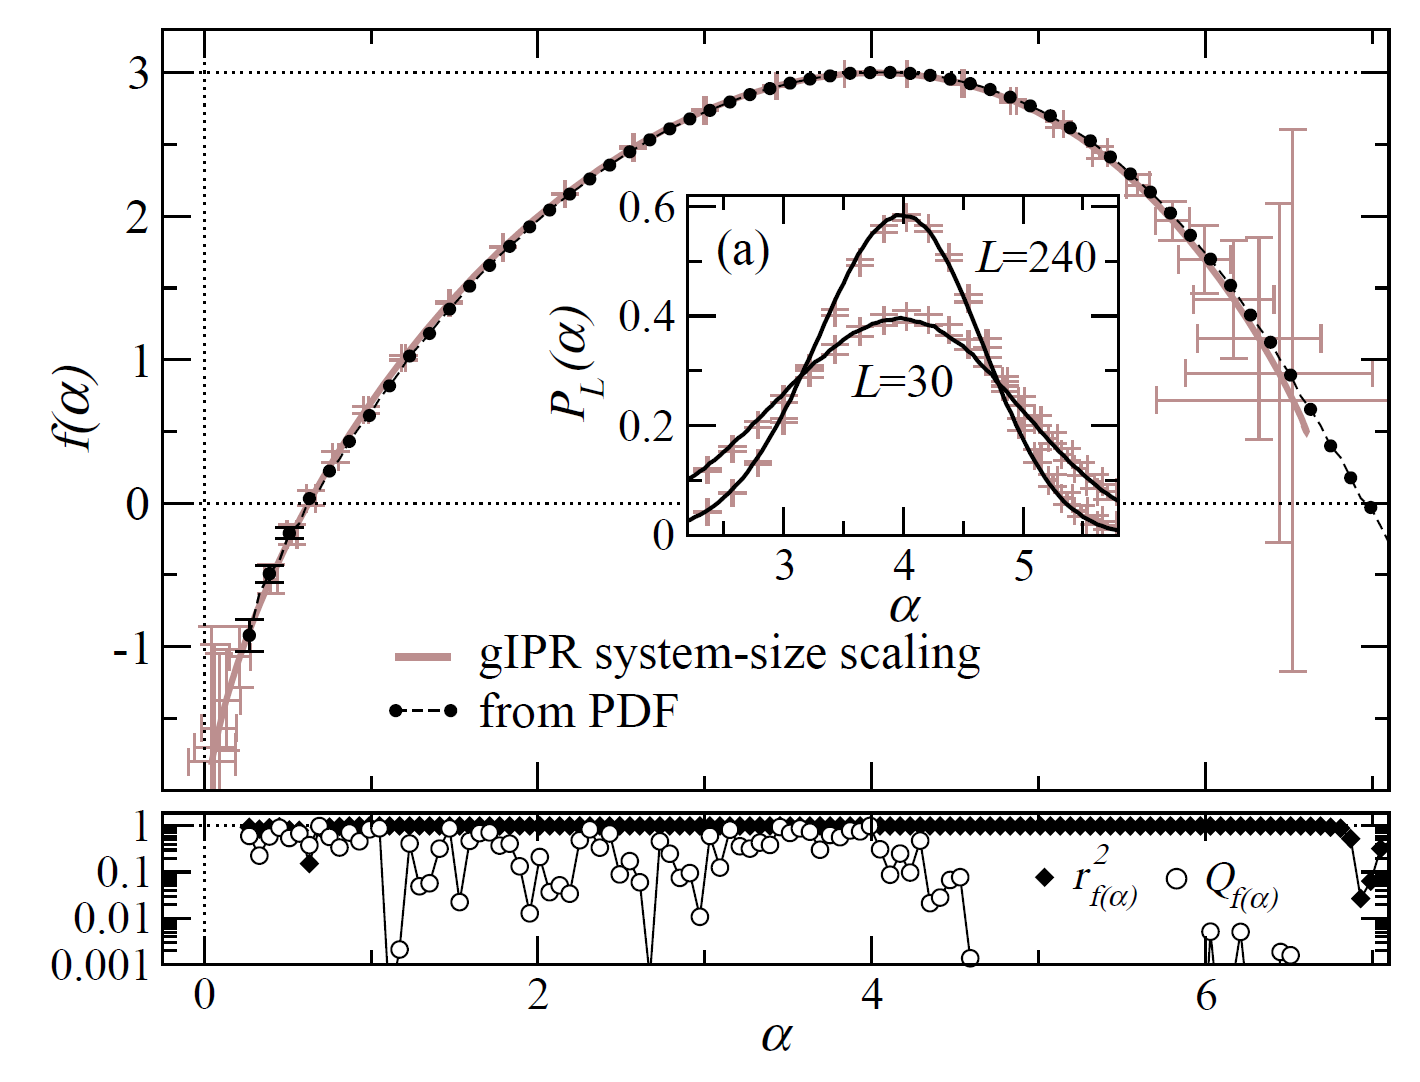 3
2
1
0
-1
f(α)
0.6
0.4
0.2
0
P_L(α)
(a)
L=240
L=30
3 4 5
α
gIPR system-size scaling
from PDF
1
0.1
0.01
0.001
r²_f(α) Q_f(α)
0 2 4 6
α